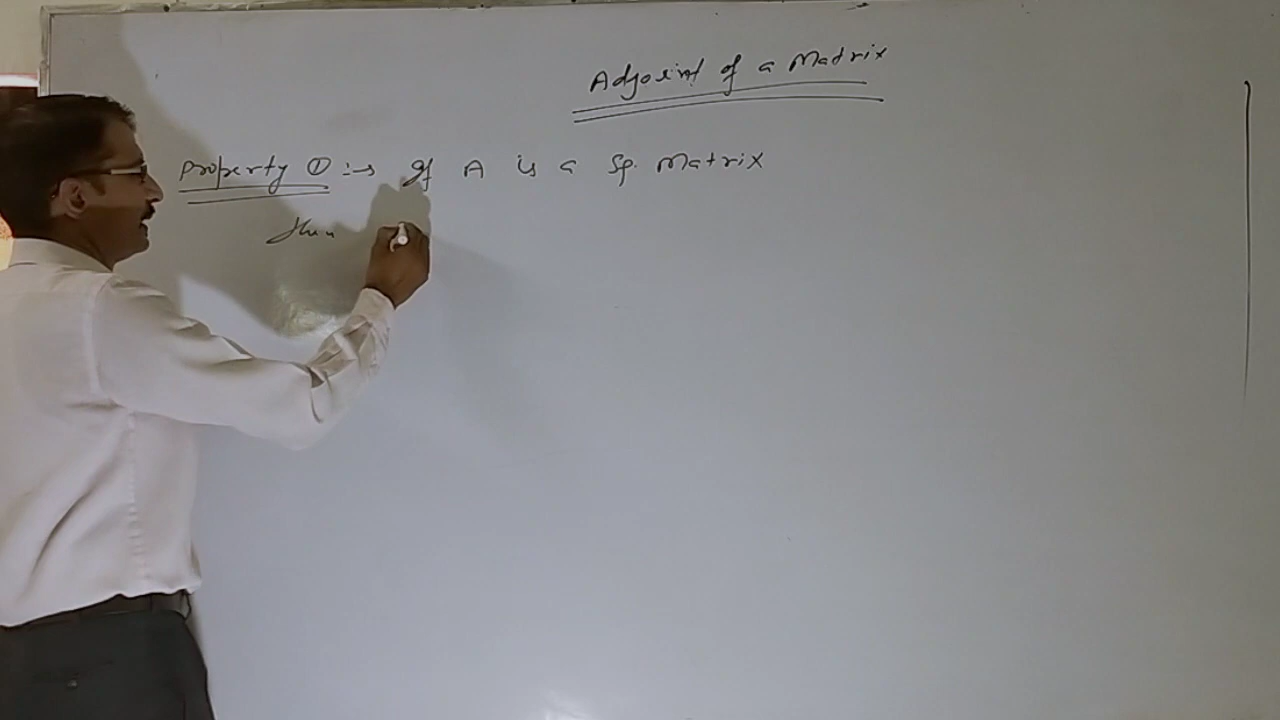 Adjoint of a Matrix
Property ① :→ If A is a Sq. Matrix
then